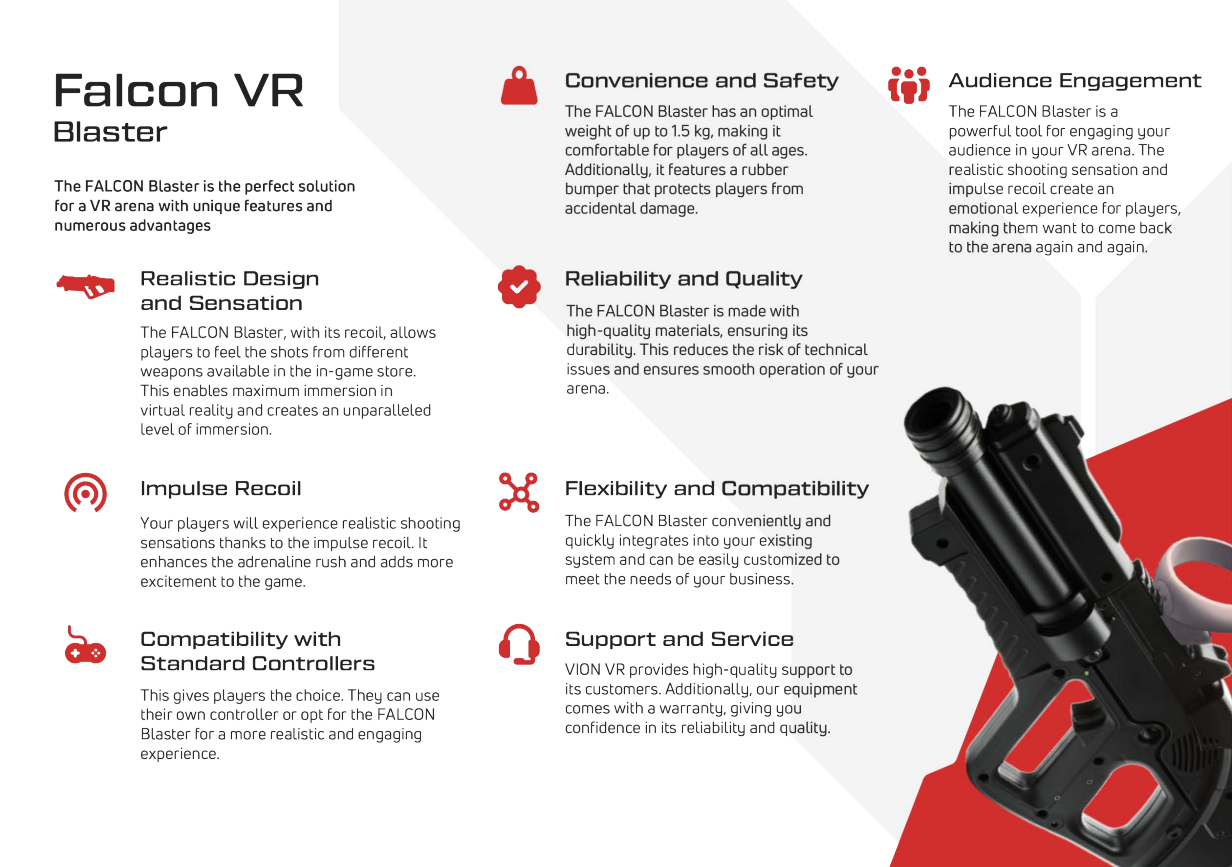 Falcon VR
Blaster
The FALCON Blaster is the perfect solution
for a VR arena with unique features and
numerous advantages
Realistic Design
and Sensation
The FALCON Blaster, with its recoil, allows
players to feel the shots from different
weapons available in the in-game store.
This enables maximum immersion in
virtual reality and creates an unparalleled
level of immersion.
Impulse Recoil
Your players will experience realistic shooting
sensations thanks to the impulse recoil. It
enhances the adrenaline rush and adds more
excitement to the game.
Compatibility with
Standard Controllers
This gives players the choice. They can use
their own controller or opt for the FALCON
Blaster for a more realistic and engaging
experience.
Convenience and Safety
The FALCON Blaster has an optimal
weight of up to 1.5 kg, making it
comfortable for players of all ages.
Additionally, it features a rubber
bumper that protects players from
accidental damage.
Reliability and Quality
The FALCON Blaster is made with
high-quality materials, ensuring its
durability. This reduces the risk of technical
issues and ensures smooth operation of your
arena.
Flexibility and Compatibility
The FALCON Blaster conveniently and
quickly integrates into your existing
system and can be easily customized to
meet the needs of your business.
Support and Service
VION VR provides high-quality support to
its customers. Additionally, our equipment
comes with a warranty, giving you
confidence in its reliability and quality.
Audience Engagement
The FALCON Blaster is a
powerful tool for engaging your
audience in your VR arena. The
realistic shooting sensation and
impulse recoil create an
emotional experience for players,
making them want to come back
to the arena again and again.